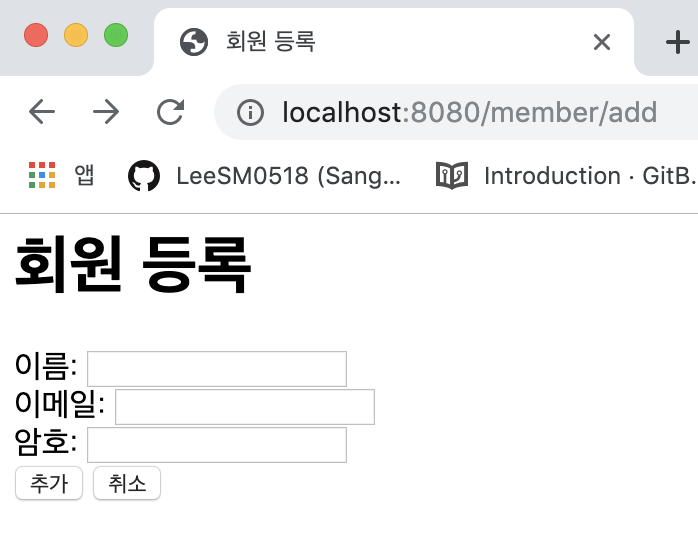 회원 등록
localhost:8080/member/add
앱 LeeSM0518 (Sang... Introduction · GitB.
회원 등록
이름:
이메일:
암호:
추가 취소